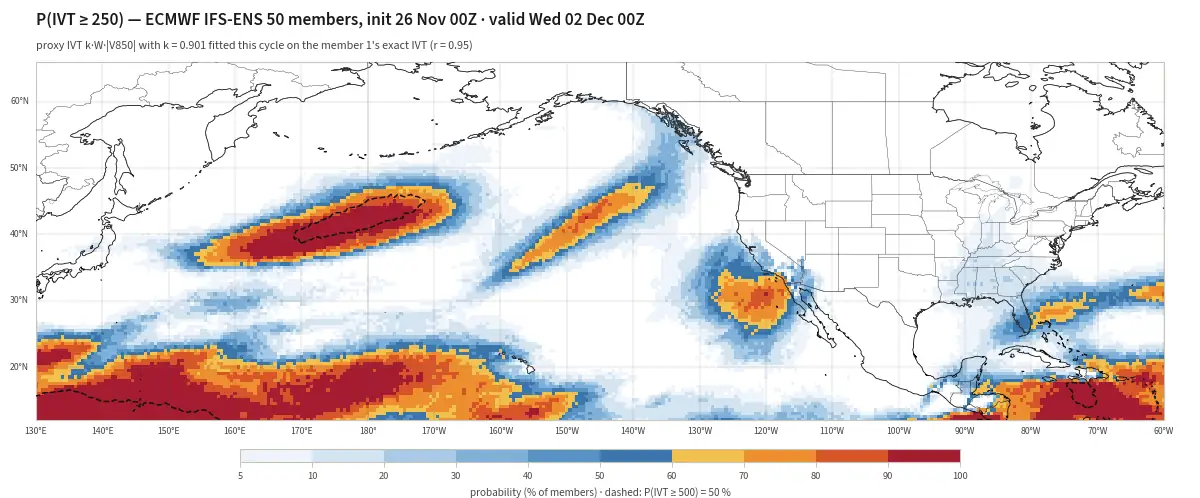 P(IVT ≥ 250) — ECMWF IFS-ENS 50 members, init 26 Nov 00Z · valid Wed 02 Dec 00Z
proxy IVT k·W·|V850| with k = 0.901 fitted this cycle on the member 1's exact IVT (r = 0.95)
60°N
50°N
40°N
30°N
20°N
130°E 140°E 150°E 160°E 170°E 180° 170°W 160°W 150°W 140°W 130°W 120°W 110°W 100°W 90°W 80°W 70°W 60°W
5 10 20 30 40 50 60 70 80 90 100
probability (% of members) · dashed: P(IVT ≥ 500) = 50 %